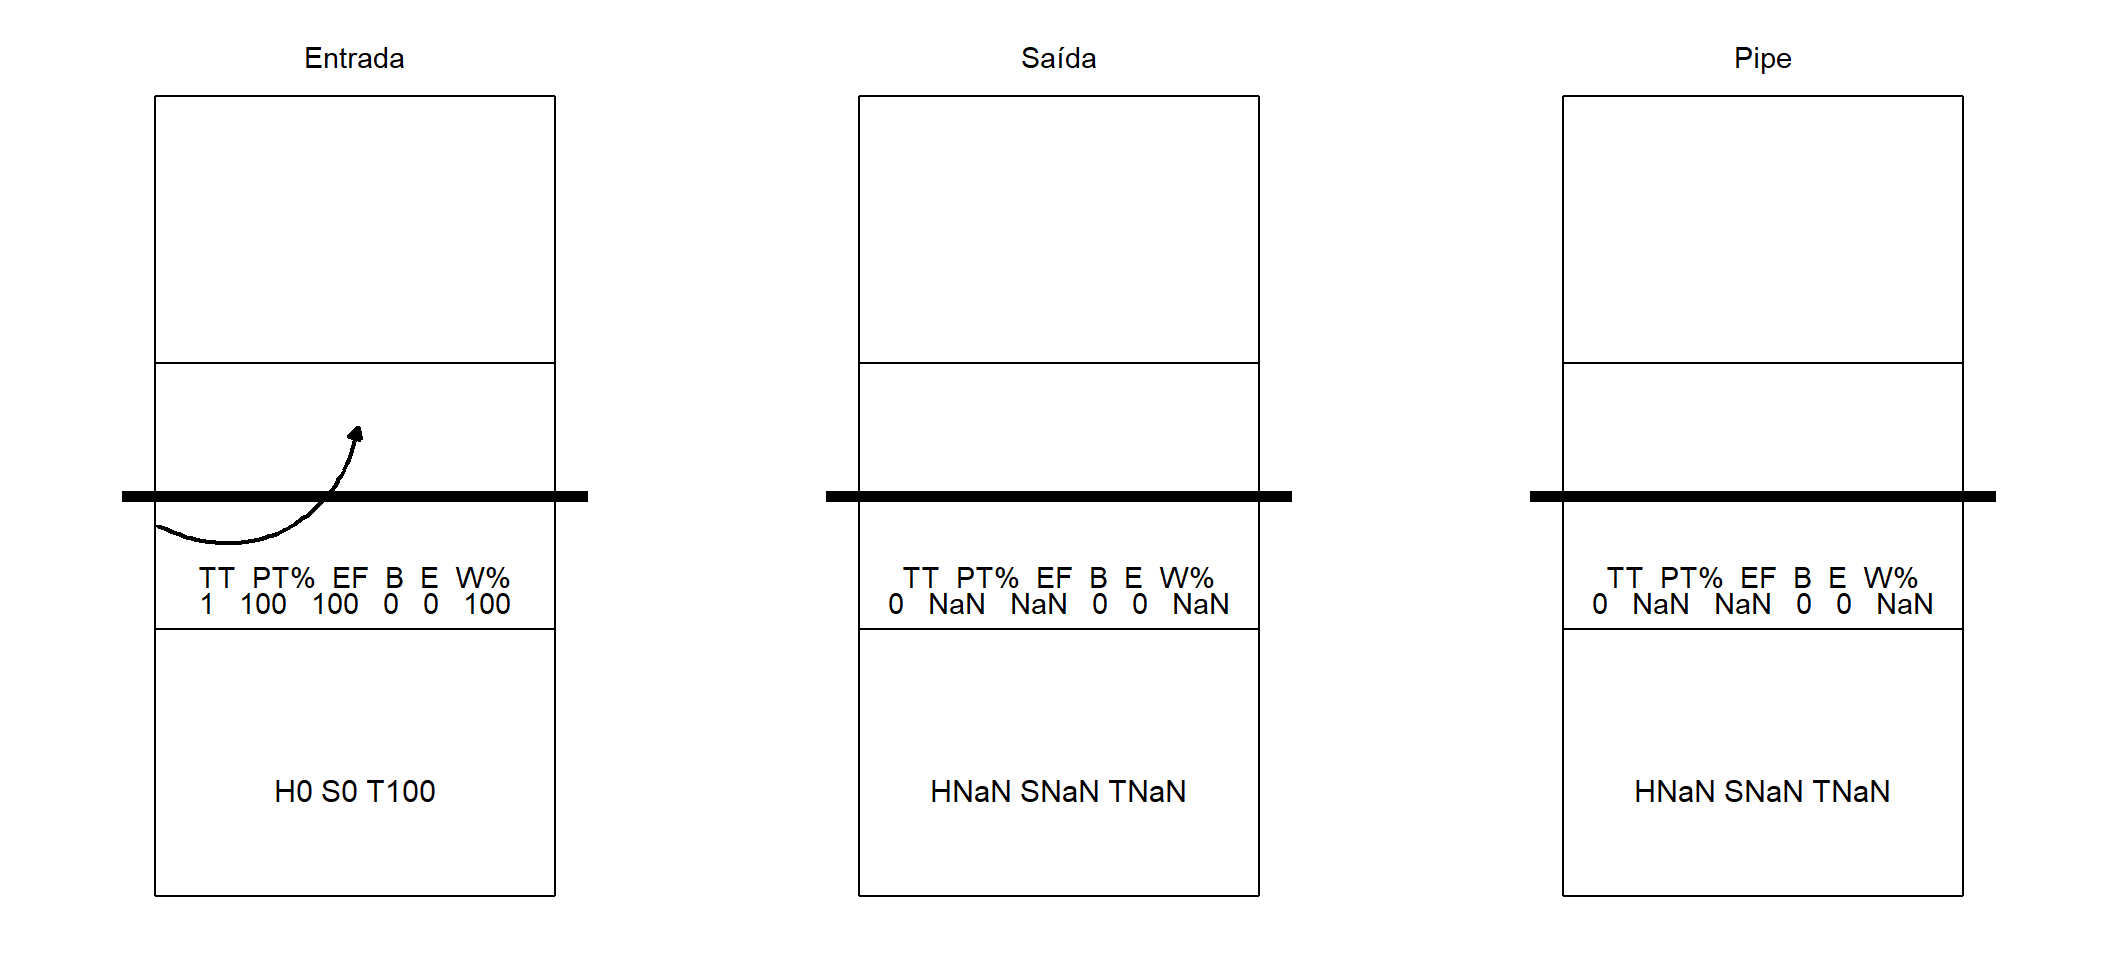 Entrada
TT PT% EF B E W%
1 100 100 0 0 100
H0 S0 T100
Saída
TT PT% EF B E W%
0 NaN NaN 0 0 NaN
HNaN SNaN TNaN
Pipe
TT PT% EF B E W%
0 NaN NaN 0 0 NaN
HNaN SNaN TNaN